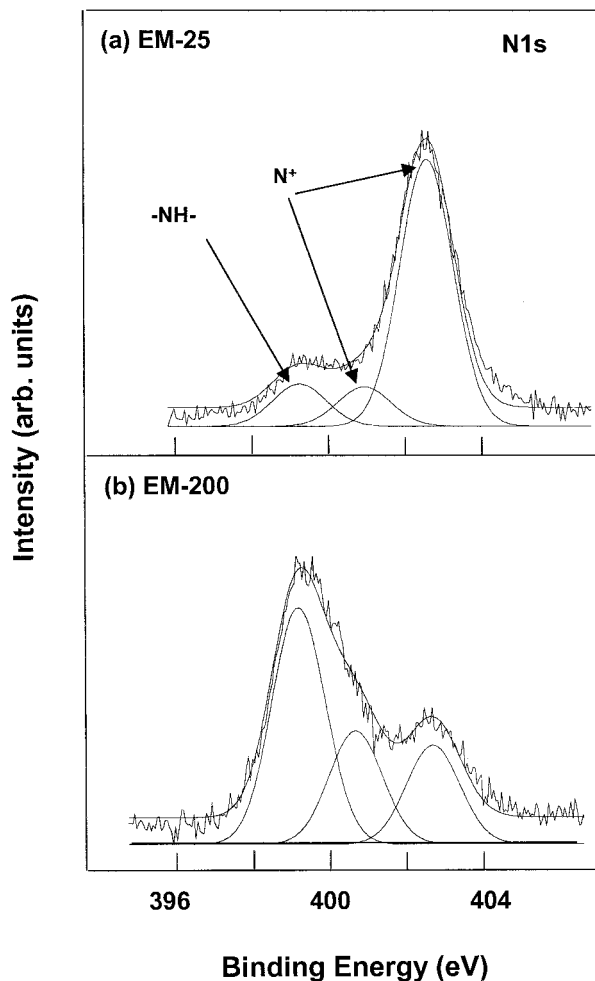 (a) EM-25
N1s
N⁺
-NH-
Intensity (arb. units)
(b) EM-200
396
400
404
Binding Energy (eV)